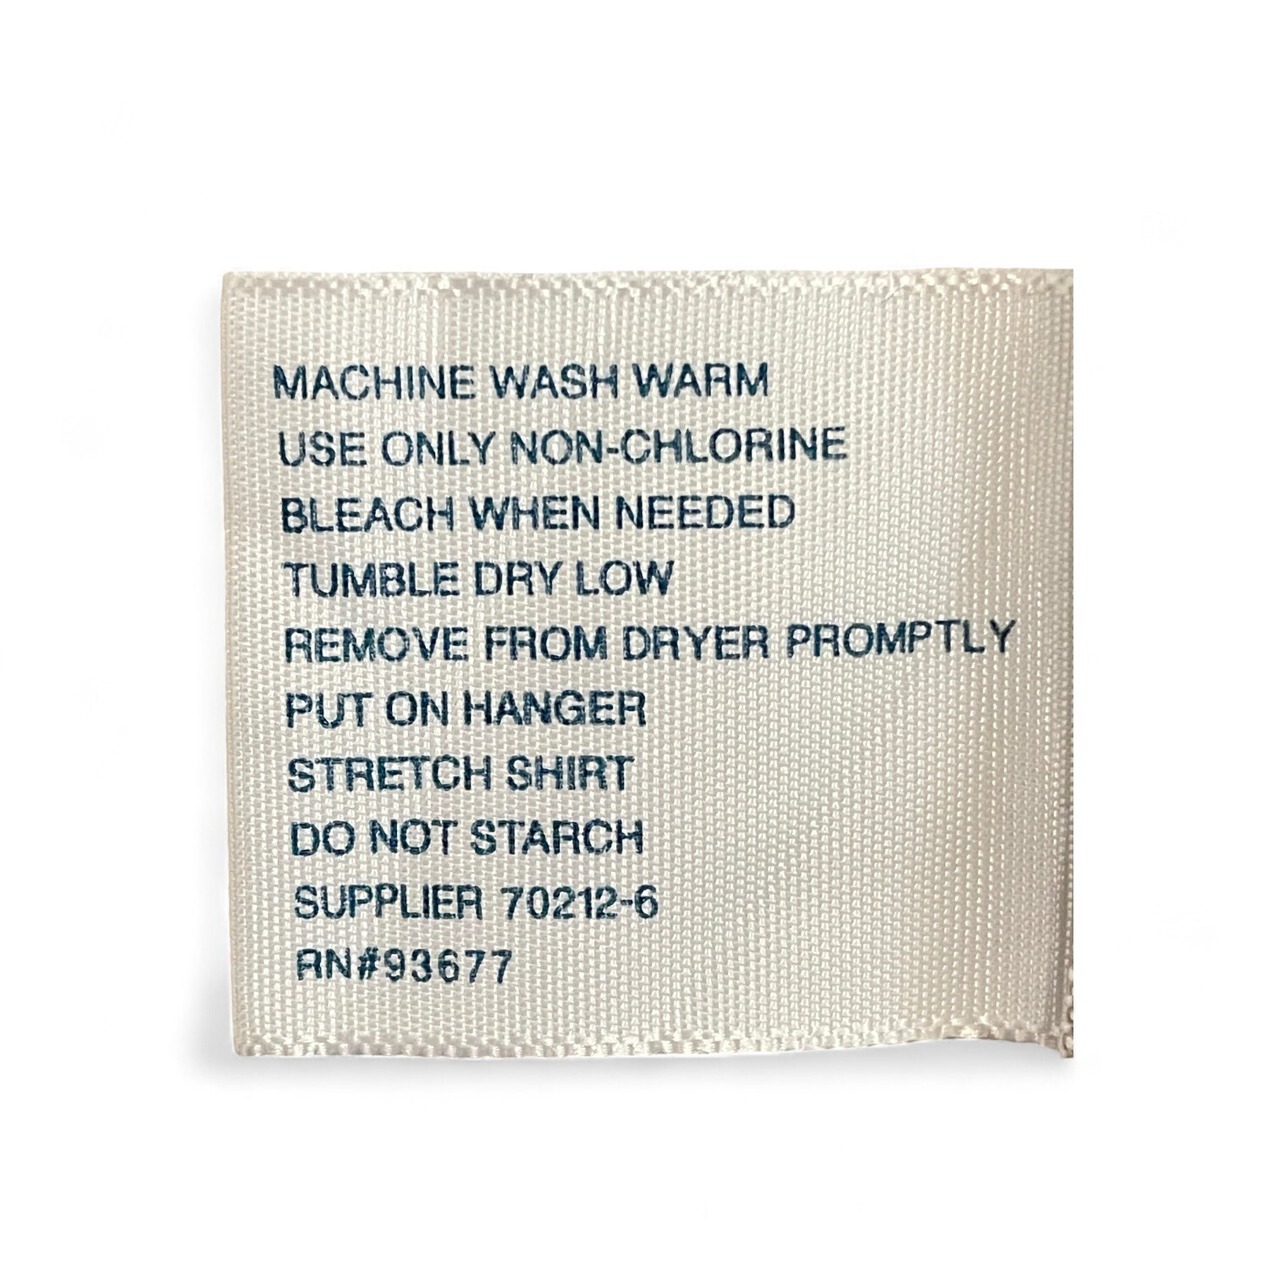 MACHINE WASH WARM
USE ONLY NON-CHLORINE
BLEACH WHEN NEEDED
TUMBLE DRY LOW
REMOVE FROM DRYER PROMPTLY
PUT ON HANGER
STRETCH SHIRT
DO NOT STARCH
SUPPLIER 70212-6
RN#93677